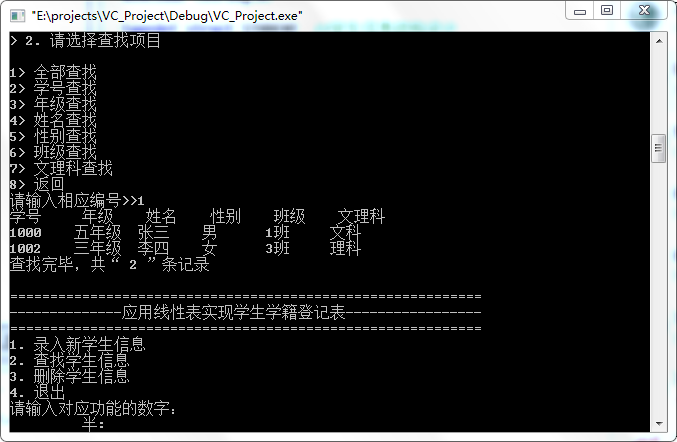 "E:\projects\VC_Project\Debug\VC_Project.exe"
> 2. 请选择查找项目
1> 全部查找
2> 学号查找
3> 年级查找
4> 姓名查找
5> 性别查找
6> 班级查找
7> 文理科查找
8> 返回
请输入相应编号>>1
学号 年级 姓名 性别 班级 文理科
1000 五年级 张三 男 1班 文科
1002 三年级 李四 女 3班 理科
查找完毕，共“ 2 ”条记录
===========================================================
--------------应用线性表实现学生学籍登记表-----------------
===========================================================
1. 录入新学生信息
2. 查找学生信息
3. 删除学生信息
4. 退出
请输入对应功能的数字：
半: